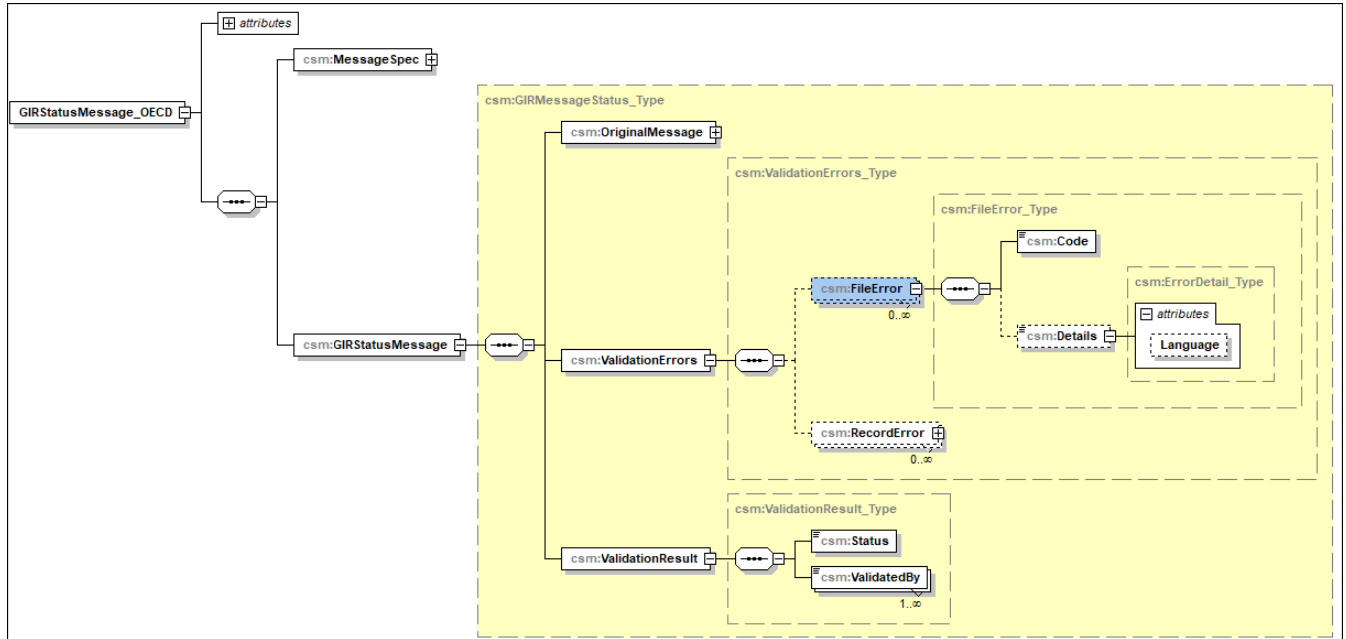 attributes
csm:MessageSpec
GIRStatusMessage_OECD
csm:GIRMessageStatus_Type
csm:OriginalMessage
csm:ValidationErrors_Type
csm:FileError_Type
csm:Code
csm:ErrorDetail_Type
csm:FileError
0..∞
attributes
csm:Details
Language
csm:GIRStatusMessage
csm:ValidationErrors
csm:RecordError
0..∞
csm:ValidationResult_Type
csm:Status
csm:ValidationResult
csm:ValidatedBy
1..∞